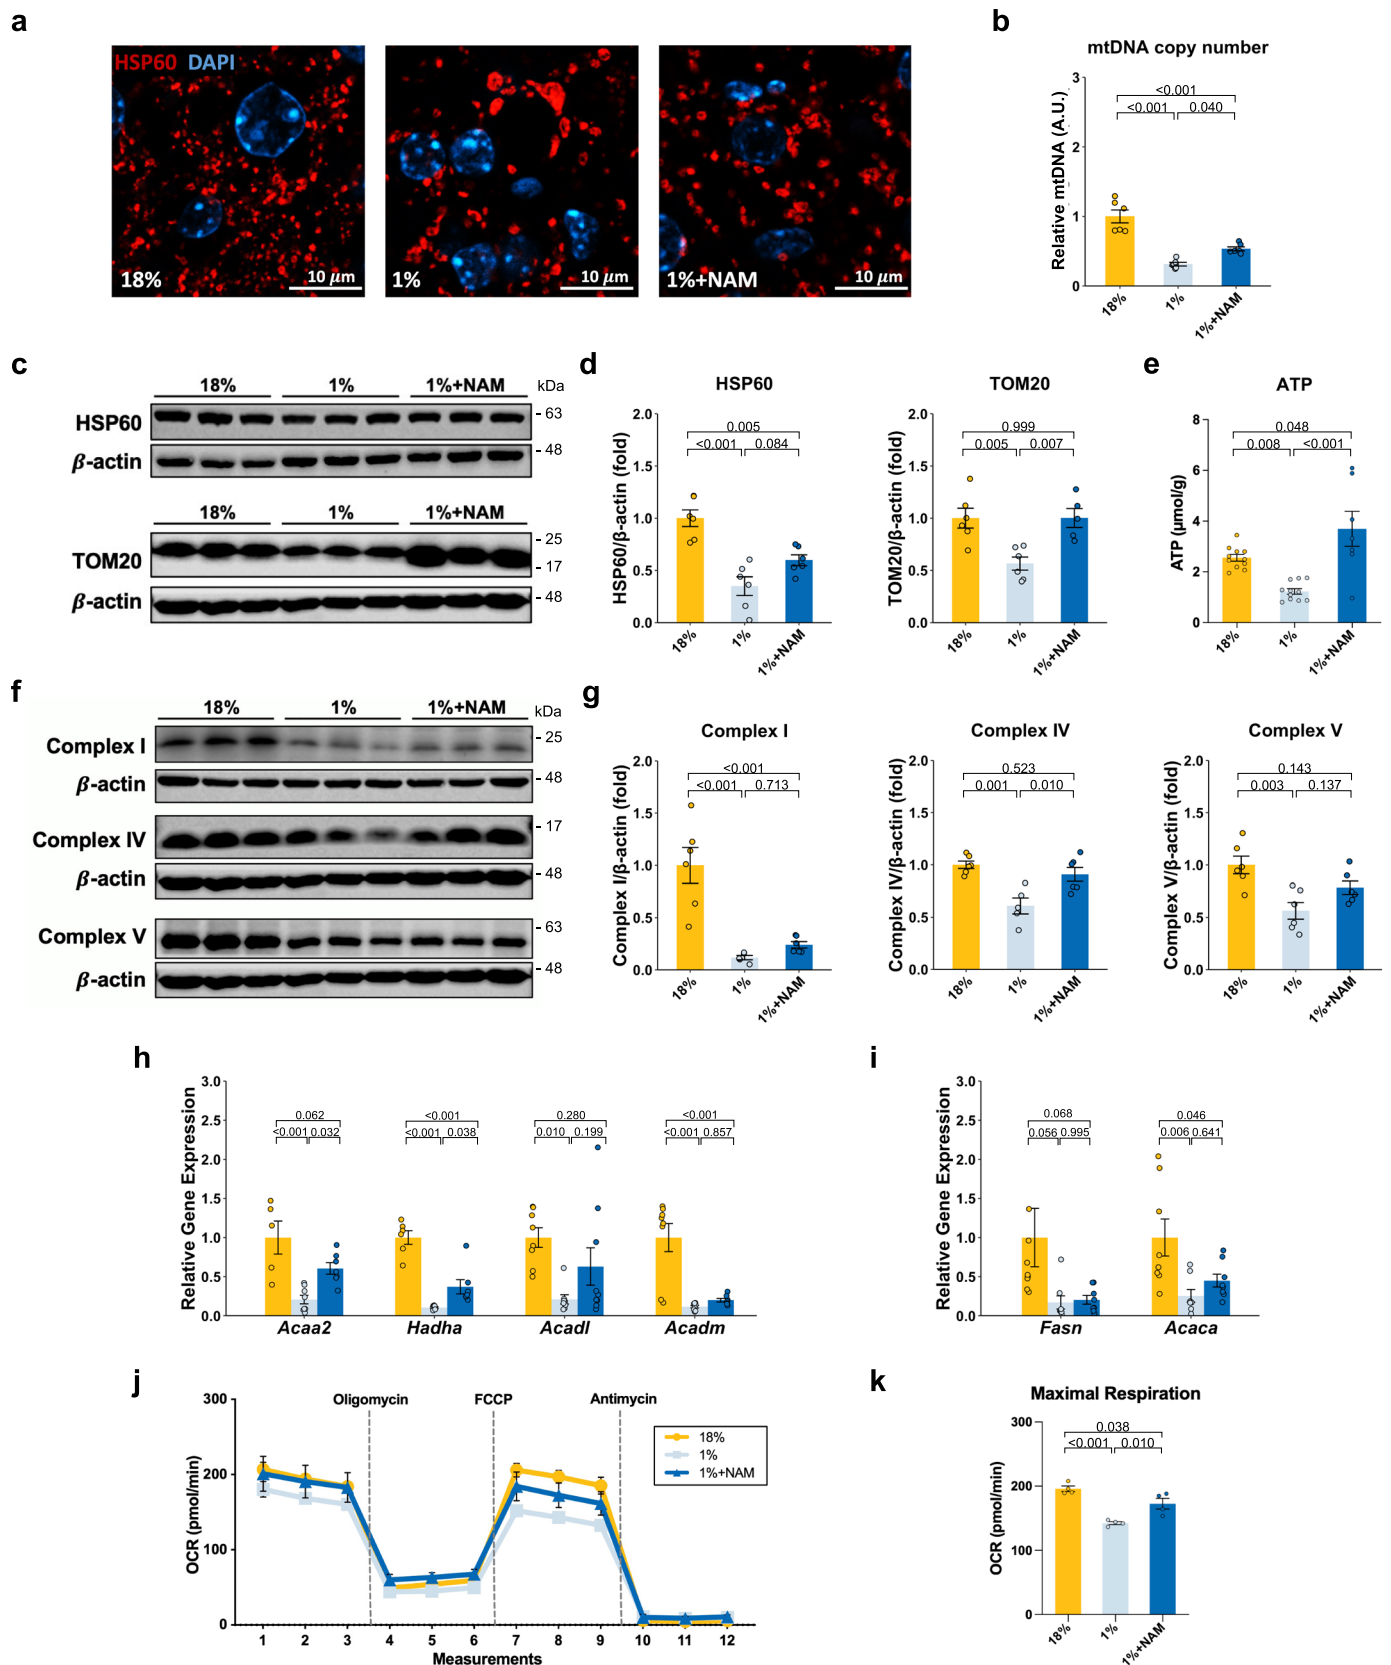 a
HSP60 DAPI
18%
10 μm
1%
10 μm
1%+NAM
10 μm
b
mtDNA copy number
Relative mtDNA (A.U.)
3
2
1
0
<0.001
<0.001 0.040
18% 1% 1%+NAM
c
18% 1% 1%+NAM kDa
HSP60 - 63
β-actin - 48
18% 1% 1%+NAM
TOM20 - 25
- 17
β-actin - 48
d
HSP60
HSP60/β-actin (fold)
2.0
1.5
1.0
0.5
0.0
0.005
<0.001 0.084
18% 1% 1%+NAM
TOM20
TOM20/β-actin (fold)
2.0
1.5
1.0
0.5
0.0
0.999
0.005 0.007
18% 1% 1%+NAM
e
ATP
ATP (μmol/g)
8
6
4
2
0
0.048
0.008 <0.001
18% 1% 1%+NAM
f
18% 1% 1%+NAM kDa
Complex I - 25
β-actin - 48
Complex IV - 17
β-actin - 48
Complex V - 63
β-actin - 48
g
Complex I
Complex I/β-actin (fold)
2.0
1.5
1.0
0.5
0.0
<0.001
<0.001 0.713
18% 1% 1%+NAM
Complex IV
Complex IV/β-actin (fold)
2.0
1.5
1.0
0.5
0.0
0.523
0.001 0.010
18% 1% 1%+NAM
Complex V
Complex V/β-actin (fold)
2.0
1.5
1.0
0.5
0.0
0.143
0.003 0.137
18% 1% 1%+NAM
h
Relative Gene Expression
3.0
2.5
2.0
1.5
1.0
0.5
0.0
0.062 <0.001 0.280 <0.001
<0.001 0.032 <0.001 0.038 0.010 0.199 <0.001 0.857
Acaa2 Hadha Acadl Acadm
i
Relative Gene Expression
3.0
2.5
2.0
1.5
1.0
0.5
0.0
0.068 0.046
0.056 0.995 0.006 0.641
Fasn Acaca
j
OCR (pmol/min)
300
200
100
0
Oligomycin FCCP Antimycin
18%
1%
1%+NAM
1 2 3 4 5 6 7 8 9 10 11 12
Measurements
k
Maximal Respiration
OCR (pmol/min)
300
200
100
0
0.038
<0.001 0.010
18% 1% 1%+NAM